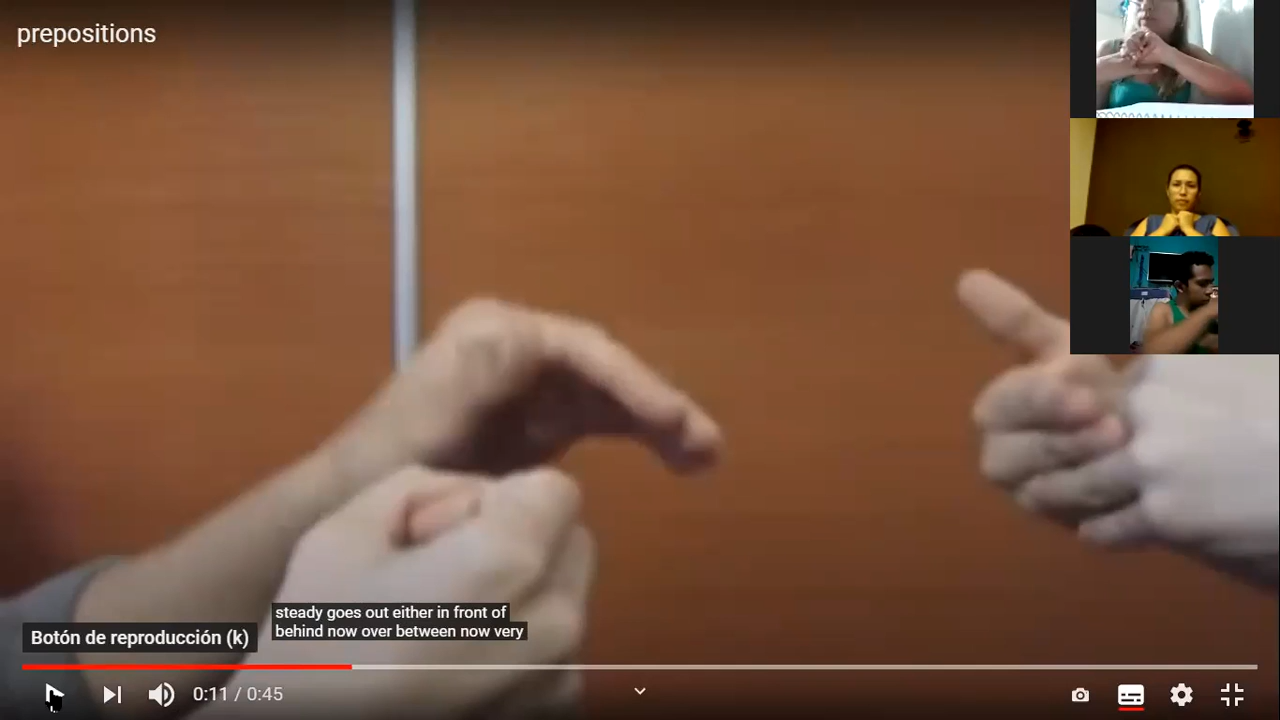 prepositions
steady goes out either in front of
behind now over between now very
Botón de reproducción (k)
0:11 / 0:45